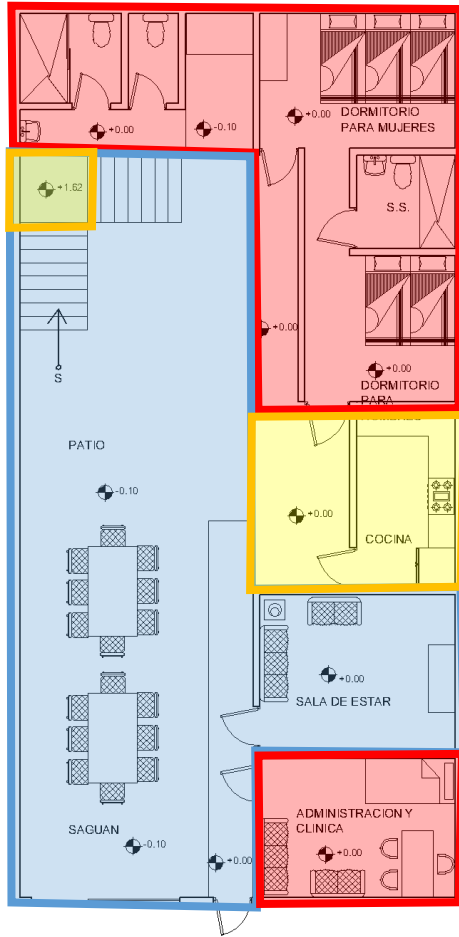 +0.00
-0.10
+0.00
DORMITORIO
PARA MUJERES
+1.62
S.S.
+0.00
S
+0.00
DORMITORIO
PARA
PATIO
-0.10
+0.00
COCINA
+0.00
SALA DE ESTAR
ADMINISTRACION Y
CLINICA
SAGUAN
-0.10
+0.00
+0.00